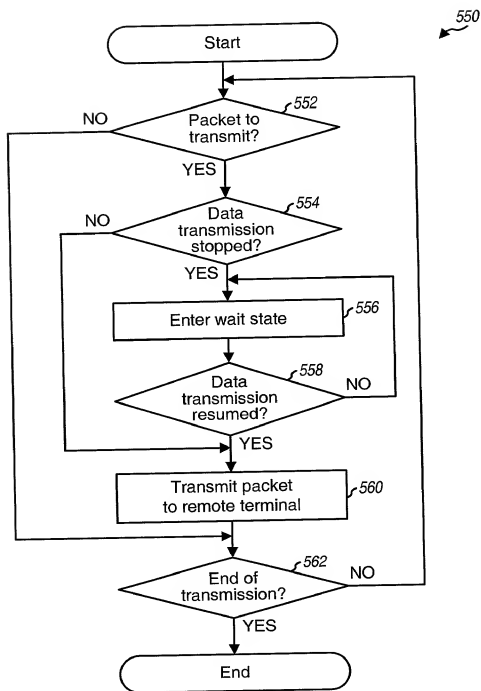 550
Start
552
NO
Packet to
transmit?
YES
554
NO
Data
transmission
stopped?
YES
Enter wait state
556
558
Data
transmission
resumed?
NO
YES
Transmit packet
to remote terminal
560
562
End of
transmission?
NO
YES
End